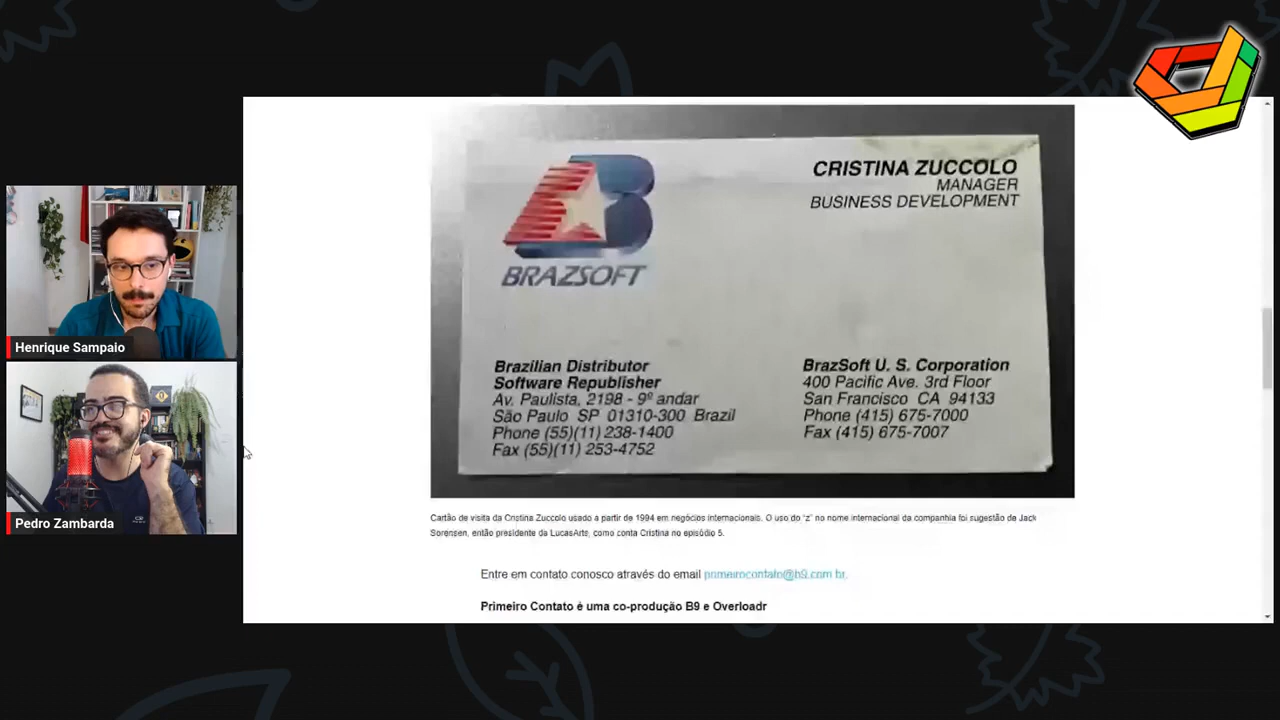 Henrique Sampaio
Pedro Zambarda
BRAZSOFT
CRISTINA ZUCCOLO
MANAGER
BUSINESS DEVELOPMENT
Brazilian Distributor
Software Republisher
Av. Paulista, 2198 - 9º andar
São Paulo SP 01310-300 Brazil
Phone (55)(11) 238-1400
Fax (55)(11) 253-4752
BrazSoft U. S. Corporation
400 Pacific Ave. 3rd Floor
San Francisco CA 94133
Phone (415) 675-7000
Fax (415) 675-7007
Cartão de visita da Cristina Zuccolo usado a partir de 1994 em negócios internacionais. O uso do "z" no nome internacional da companhia foi sugestão de Jack
Sorensen, então presidente da LucasArts, como conta Cristina no episódio 5.
Entre em contato conosco através do email primeirocontato@b9.com.br.
Primeiro Contato é uma co-produção B9 e Overloadr